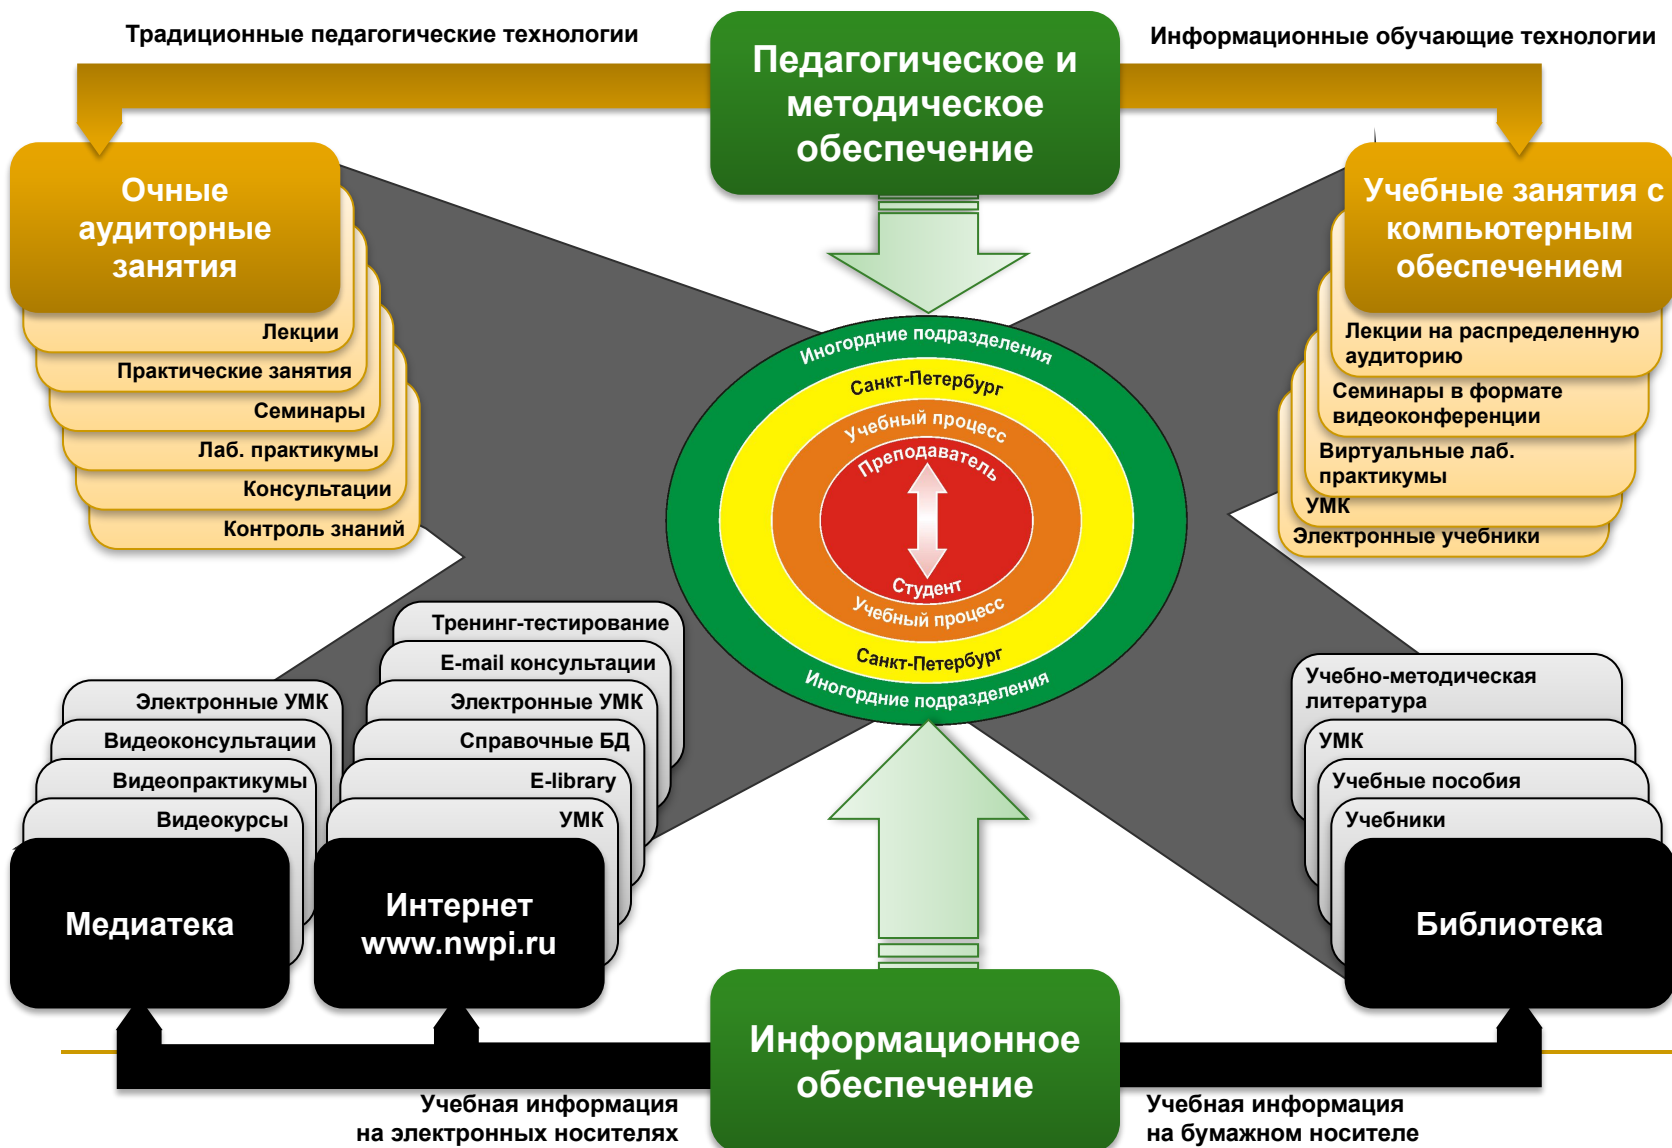 Традиционные педагогические технологии
Педагогическое и
методическое
обеспечение
Информационные обучающие технологии
Очные
аудиторные
занятия
Лекции
Практические занятия
Семинары
Лаб. практикумы
Консультации
Контроль знаний
Учебные занятия с
компьютерным
обеспечением
Лекции на распределенную
аудиторию
Семинары в формате
видеоконференции
Виртуальные лаб.
практикумы
УМК
Электронные учебники
Иногордние подразделения
Санкт-Петербург
Учебный процесс
Преподаватель
Студент
Учебный процесс
Санкт-Петербург
Иногордние подразделения
Электронные УМК
Видеоконсультации
Видеопрактикумы
Видеокурсы
Медиатека
Тренинг-тестирование
E-mail консультации
Электронные УМК
Справочные БД
E-library
УМК
Интернет
www.nwpi.ru
Учебно-методическая
литература
УМК
Учебные пособия
Учебники
Библиотека
Информационное
обеспечение
Учебная информация
на электронных носителях
Учебная информация
на бумажном носителе